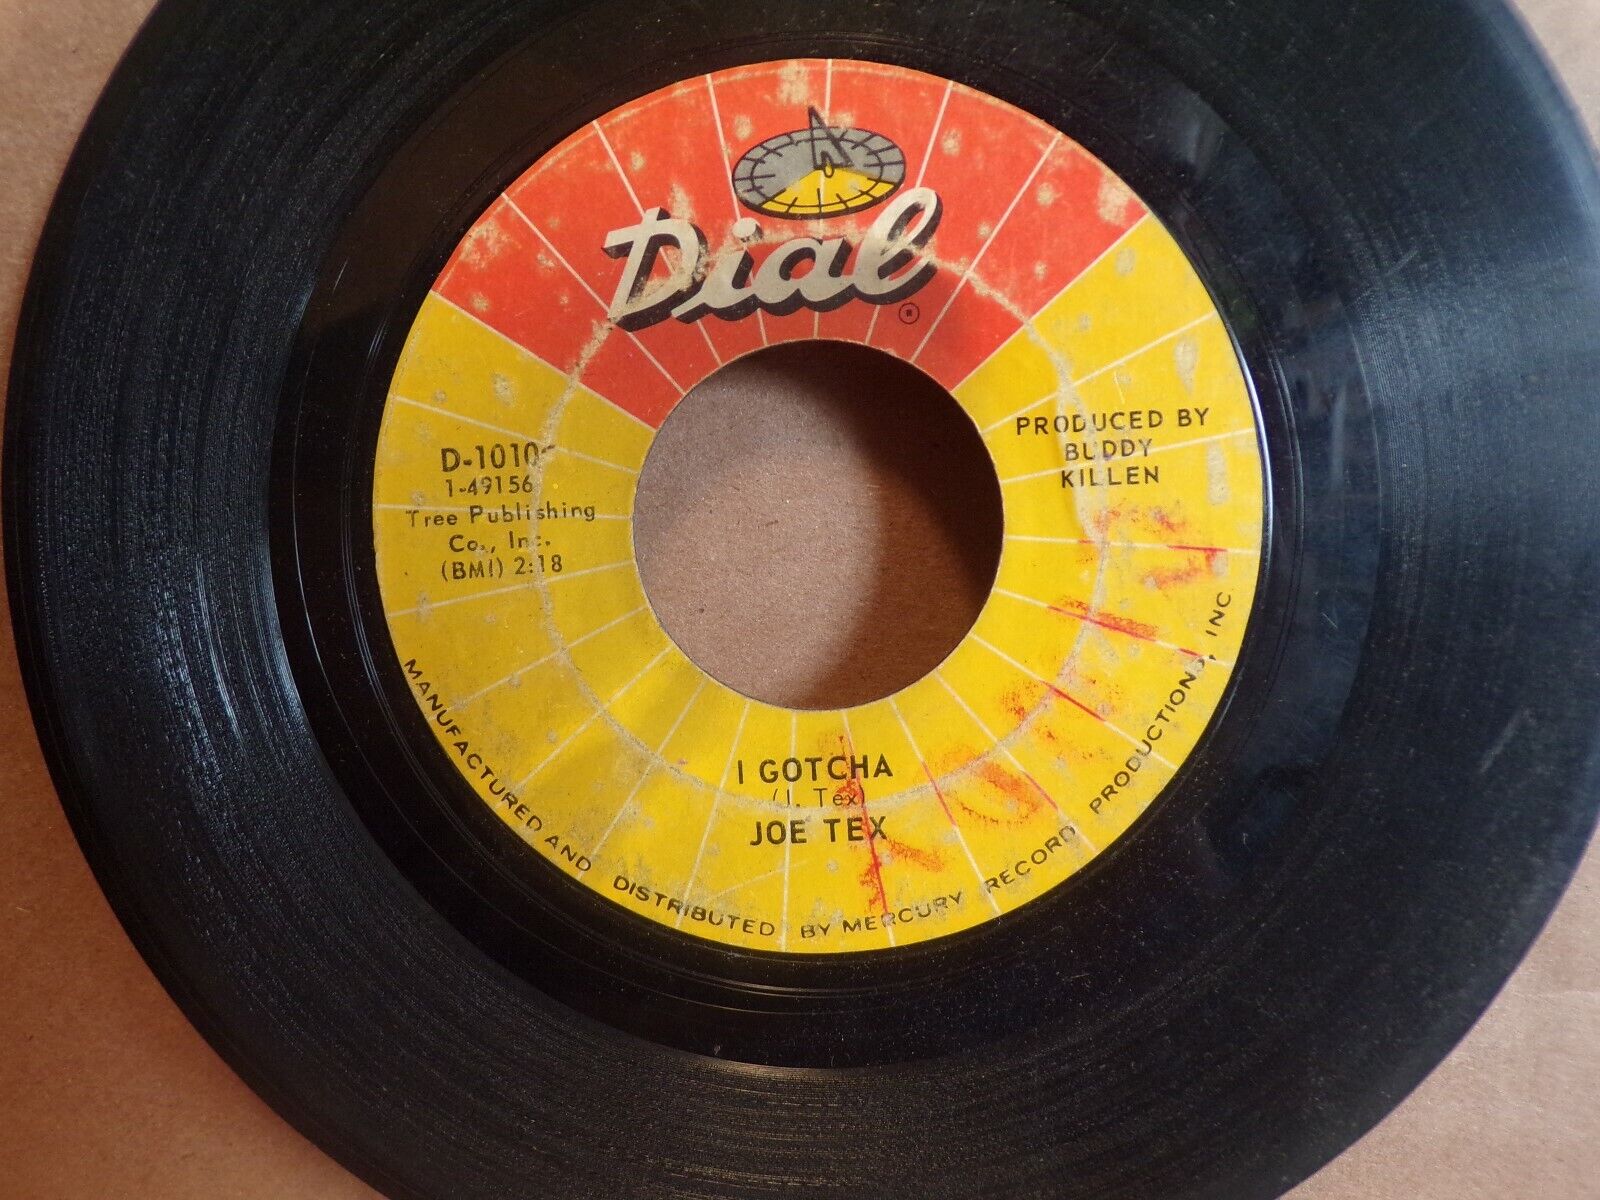 Dial
®
D-1010
1-49156
Tree Publishing
Co., Inc.
(BMI) 2:18
PRODUCED BY
BUDDY
KILLEN
I GOTCHA
(J. Tex)
JOE TEX
MANUFACTURED AND DISTRIBUTED BY MERCURY RECORD PRODUCTIONS, INC.